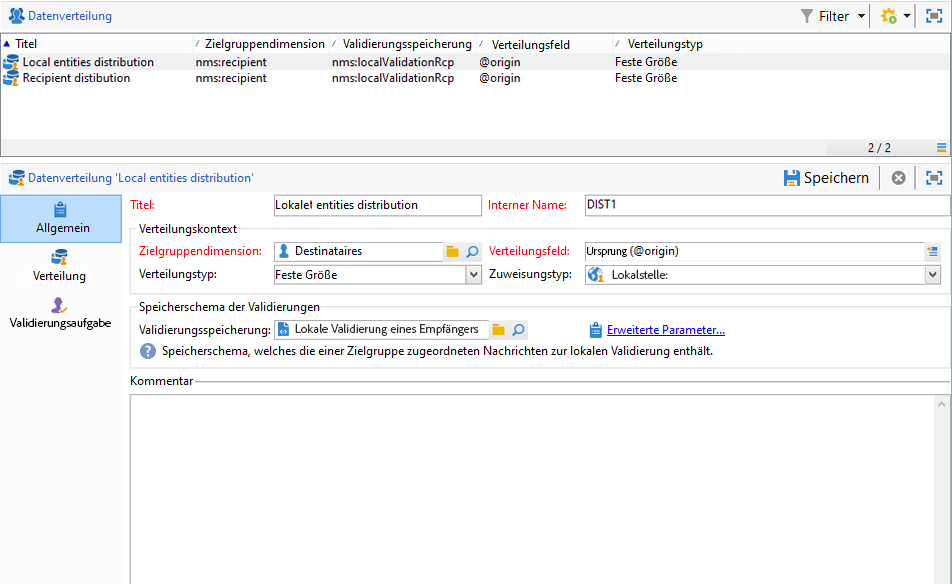 Datenverteilung Filter
Titel Zielgruppendimension Validierungsspeicherung Verteilungsfeld Verteilungstyp
Local entities distribution nms:recipient nms:localValidationRcp @origin Feste Größe
Recipient distibution nms:recipient nms:localValidationRcp @origin Feste Größe
2 / 2
Datenverteilung 'Local entities distribution' Speichern
Allgemein
Verteilung
Validierungsaufgabe
Titel: Lokale! entities distribution Interner Name: DIST1
Verteilungskontext
Zielgruppendimension: Destinataires Verteilungsfeld: Ursprung (@origin)
Verteilungstyp: Feste Größe Zuweisungstyp: Lokalstelle:
Speicherschema der Validierungen
Validierungsspeicherung: Lokale Validierung eines Empfängers Erweiterte Parameter...
? Speicherschema, welches die einer Zielgruppe zugeordneten Nachrichten zur lokalen Validierung enthält.
Kommentar